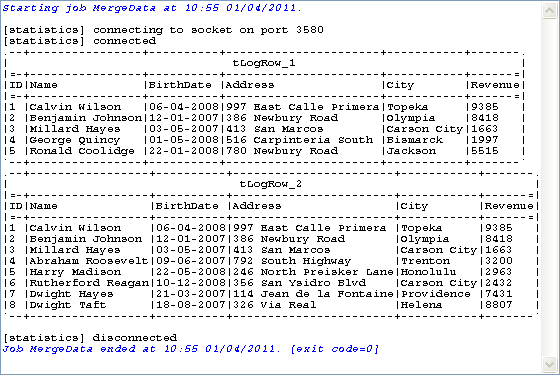 Starting job MergeData at 10:55 01/04/2011.
[statistics] connecting to socket on port 3580
[statistics] connected
.--+----------------+----------+--------------------+-----------+-------.
| tLogRow_1 |
|=-+----------------+----------+--------------------+-----------+------=|
|ID|Name |BirthDate |Address |City |Revenue|
|=-+----------------+----------+--------------------+-----------+------=|
|1 |Calvin Wilson |06-04-2008|997 East Calle Primera|Topeka |9385 |
|2 |Benjamin Johnson|12-01-2007|386 Newbury Road |Olympia |8418 |
|3 |Millard Hayes |03-05-2007|413 San Marcos |Carson City|1663 |
|4 |George Quincy |01-05-2008|516 Carpinteria South |Bismarck |1997 |
|5 |Ronald Coolidge |22-01-2008|780 Newbury Road |Jackson |5515 |
'--+----------------+----------+--------------------+-----------+-------'
.--+-----------------+----------+-----------------------+-----------+-------.
| tLogRow_2 |
|=-+-----------------+----------+-----------------------+-----------+------=|
|ID|Name |BirthDate |Address |City |Revenue|
|=-+-----------------+----------+-----------------------+-----------+------=|
|1 |Calvin Wilson |06-04-2008|997 East Calle Primera |Topeka |9385 |
|2 |Benjamin Johnson |12-01-2007|386 Newbury Road |Olympia |8418 |
|3 |Millard Hayes |03-05-2007|413 San Marcos |Carson City|1663 |
|4 |Abraham Roosevelt|09-06-2007|792 South Highway |Trenton |3200 |
|5 |Harry Madison |22-05-2008|246 North Preisker Lane|Honolulu |2963 |
|6 |Rutherford Reagan|10-12-2008|356 San Ysidro Blvd |Carson City|2432 |
|7 |Dwight Hayes |21-03-2007|114 Jean de la Fontaine|Providence |7431 |
|8 |Dwight Taft |18-08-2007|326 Via Real |Helena |8807 |
'--+-----------------+----------+-----------------------+-----------+-------'
[statistics] disconnected
Job MergeData ended at 10:55 01/04/2011. [exit code=0]